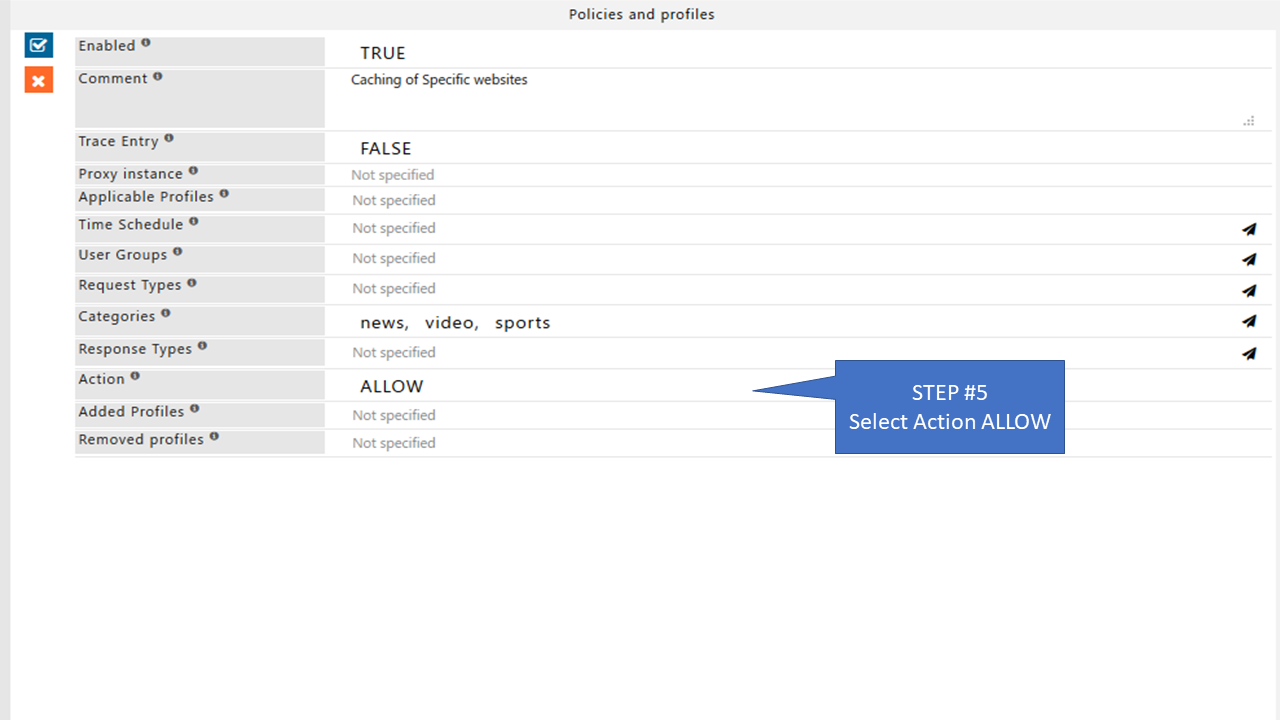 Policies and profiles
Enabled
TRUE
Comment
Caching of Specific websites
Trace Entry
FALSE
Proxy instance
Not specified
Applicable Profiles
Not specified
Time Schedule
Not specified
User Groups
Not specified
Request Types
Not specified
Categories
news, video, sports
Response Types
Not specified
Action
ALLOW
Added Profiles
Not specified
Removed profiles
Not specified
STEP #5
Select Action ALLOW